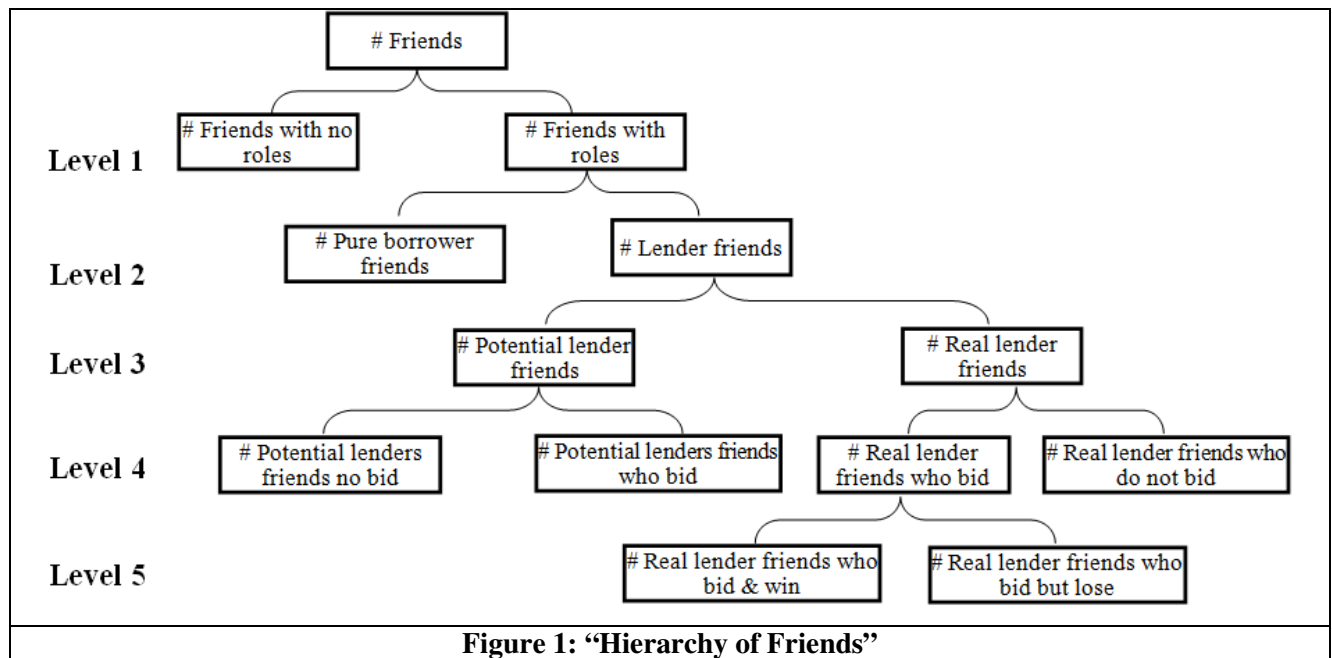 # Friends
# Friends with no
roles
# Friends with
roles
Level 1
# Pure borrower
friends
# Lender friends
Level 2
# Potential lender
friends
# Real lender
friends
Level 3
# Potential lenders
friends no bid
# Potential lenders friends
who bid
# Real lender
friends who bid
# Real lender friends who
do not bid
Level 4
# Real lender friends who
bid & win
# Real lender friends who
bid but lose
Level 5
Figure 1: “Hierarchy of Friends”